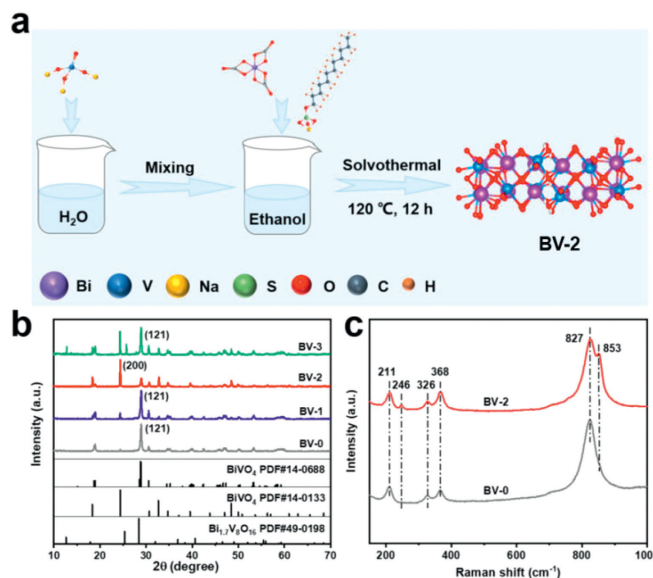 a
H₂O
Mixing
Ethanol
Solvothermal
120 ℃, 12 h
BV-2
Bi V Na S O C H
b
Intensity (a.u.)
(121)
BV-3
(200)
BV-2
(121)
BV-1
(121)
BV-0
BiVO₄ PDF#14-0688
BiVO₄ PDF#14-0133
Bi₁.₇V₈O₁₆ PDF#49-0198
10 20 30 40 50 60 70
2θ (degree)
c
Intensity (a.u.)
827 853
211 246 326 368
BV-2
BV-0
200 400 600 800 1000
Raman shift (cm⁻¹)